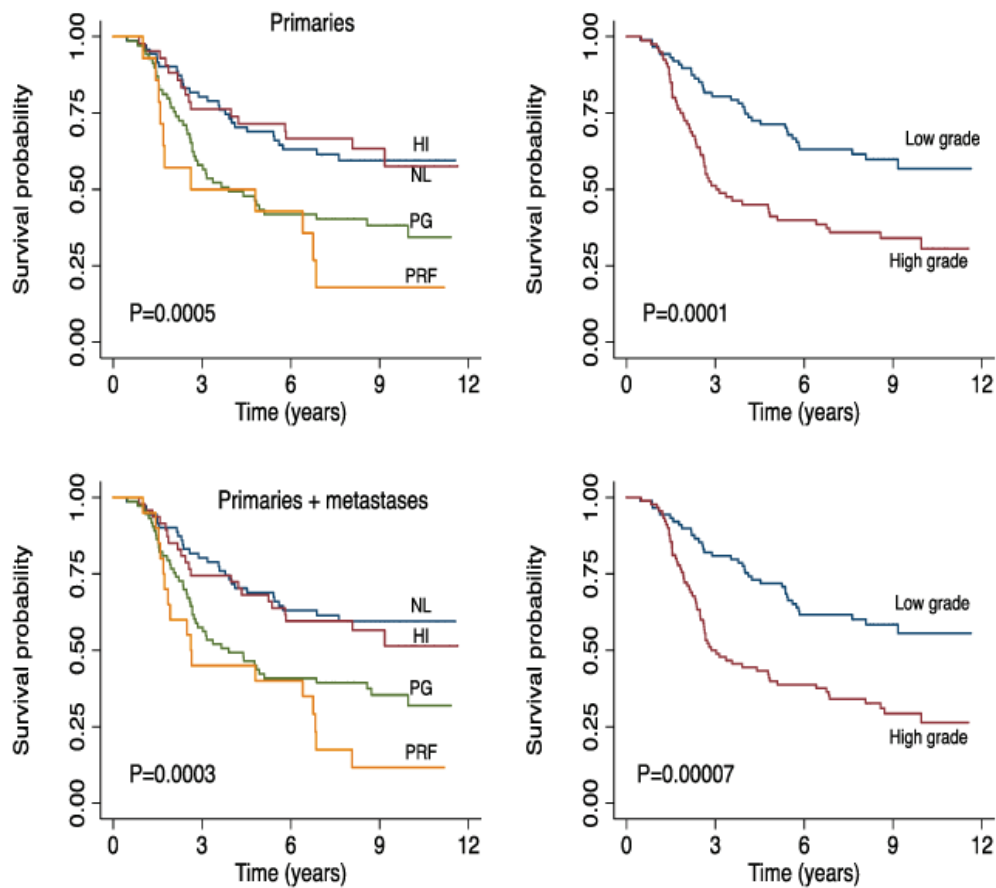 Primaries
Survival probability
1.00
0.75
0.50
0.25
0.00
HI
NL
PG
PRF
P=0.0005
0 3 6 9 12
Time (years)
Survival probability
1.00
0.75
0.50
0.25
0.00
Low grade
High grade
P=0.0001
0 3 6 9 12
Time (years)
Primaries + metastases
Survival probability
1.00
0.75
0.50
0.25
0.00
NL
HI
PG
PRF
P=0.0003
0 3 6 9 12
Time (years)
Survival probability
1.00
0.75
0.50
0.25
0.00
Low grade
High grade
P=0.00007
0 3 6 9 12
Time (years)